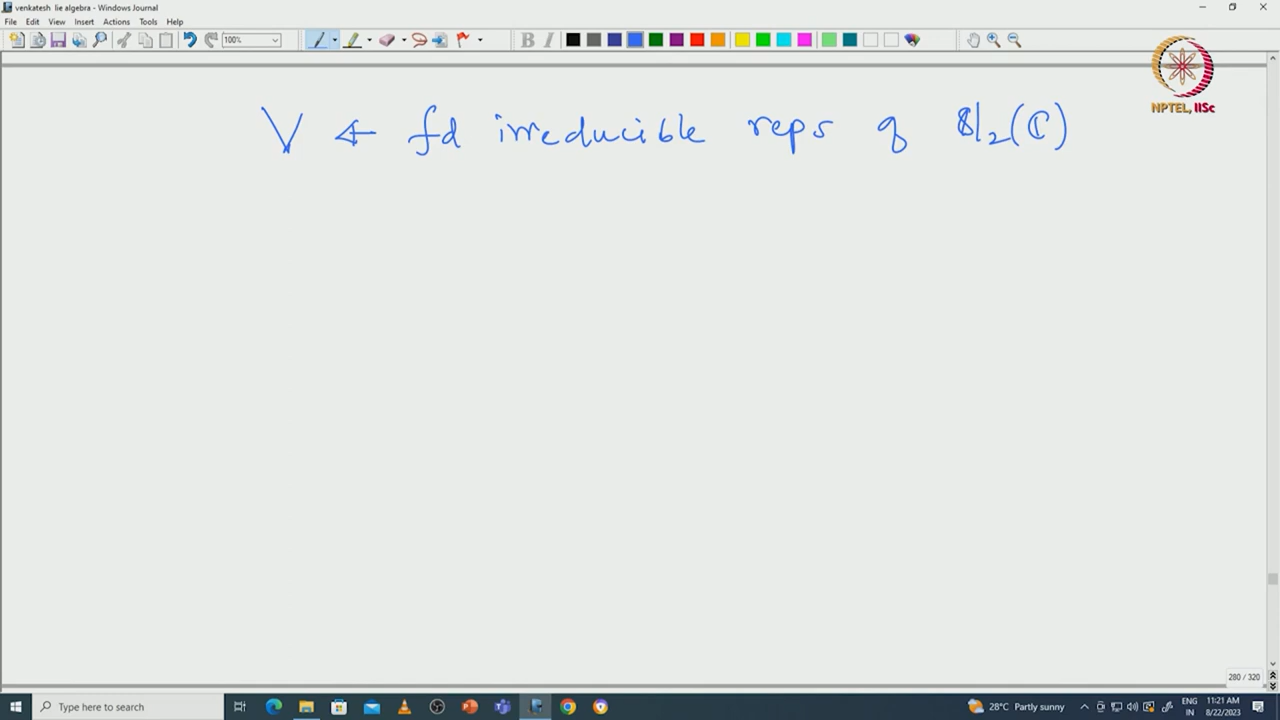 venkatesh lie algebra - Windows Journal
File Edit View Insert Actions Tools Help
100%
B I
NPTEL, IISc
V ← fd irreducible reps of sl₂(ℂ)
280 / 320
Type here to search
28°C Partly sunny
ENG
IN
11:21 AM
8/22/2023